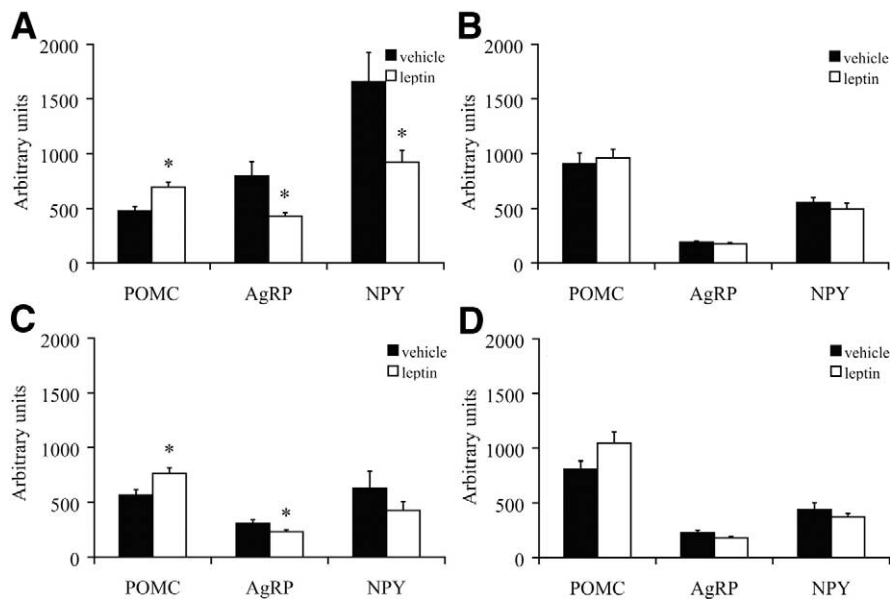 A
Arbitrary units
2000
1500
1000
500
0
vehicle
leptin
*
*
*
POMC AgRP NPY
B
Arbitrary units
2000
1500
1000
500
0
vehicle
leptin
POMC AgRP NPY
C
Arbitrary units
2000
1500
1000
500
0
vehicle
leptin
*
*
POMC AgRP NPY
D
Arbitrary units
2000
1500
1000
500
0
vehicle
leptin
POMC AgRP NPY